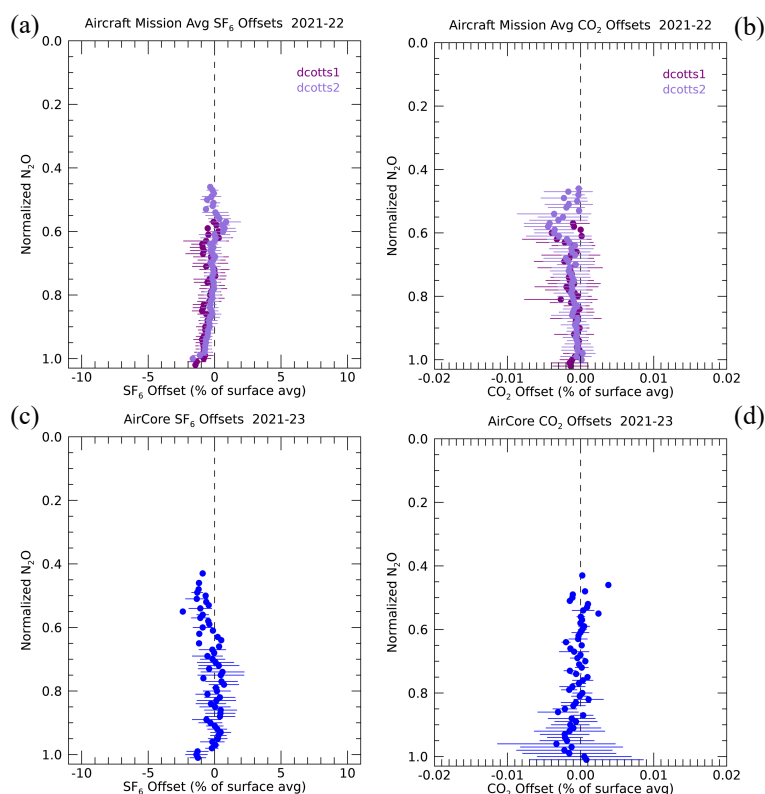 (a)
Aircraft Mission Avg SF₆ Offsets 2021-22
0.0
0.2
0.4
0.6
0.8
1.0
Normalized N₂O
dcotts1
dcotts2
-10 -5 0 5 10
SF₆ Offset (% of surface avg)
(b)
Aircraft Mission Avg CO₂ Offsets 2021-22
0.0
0.2
0.4
0.6
0.8
1.0
Normalized N₂O
dcotts1
dcotts2
-0.02 -0.01 0.00 0.01 0.02
CO₂ Offset (% of surface avg)
(c)
AirCore SF₆ Offsets 2021-23
0.0
0.2
0.4
0.6
0.8
1.0
Normalized N₂O
-10 -5 0 5 10
SF₆ Offset (% of surface avg)
(d)
AirCore CO₂ Offsets 2021-23
0.0
0.2
0.4
0.6
0.8
1.0
Normalized N₂O
-0.02 -0.01 0.00 0.01 0.02
CO₂ Offset (% of surface avg)